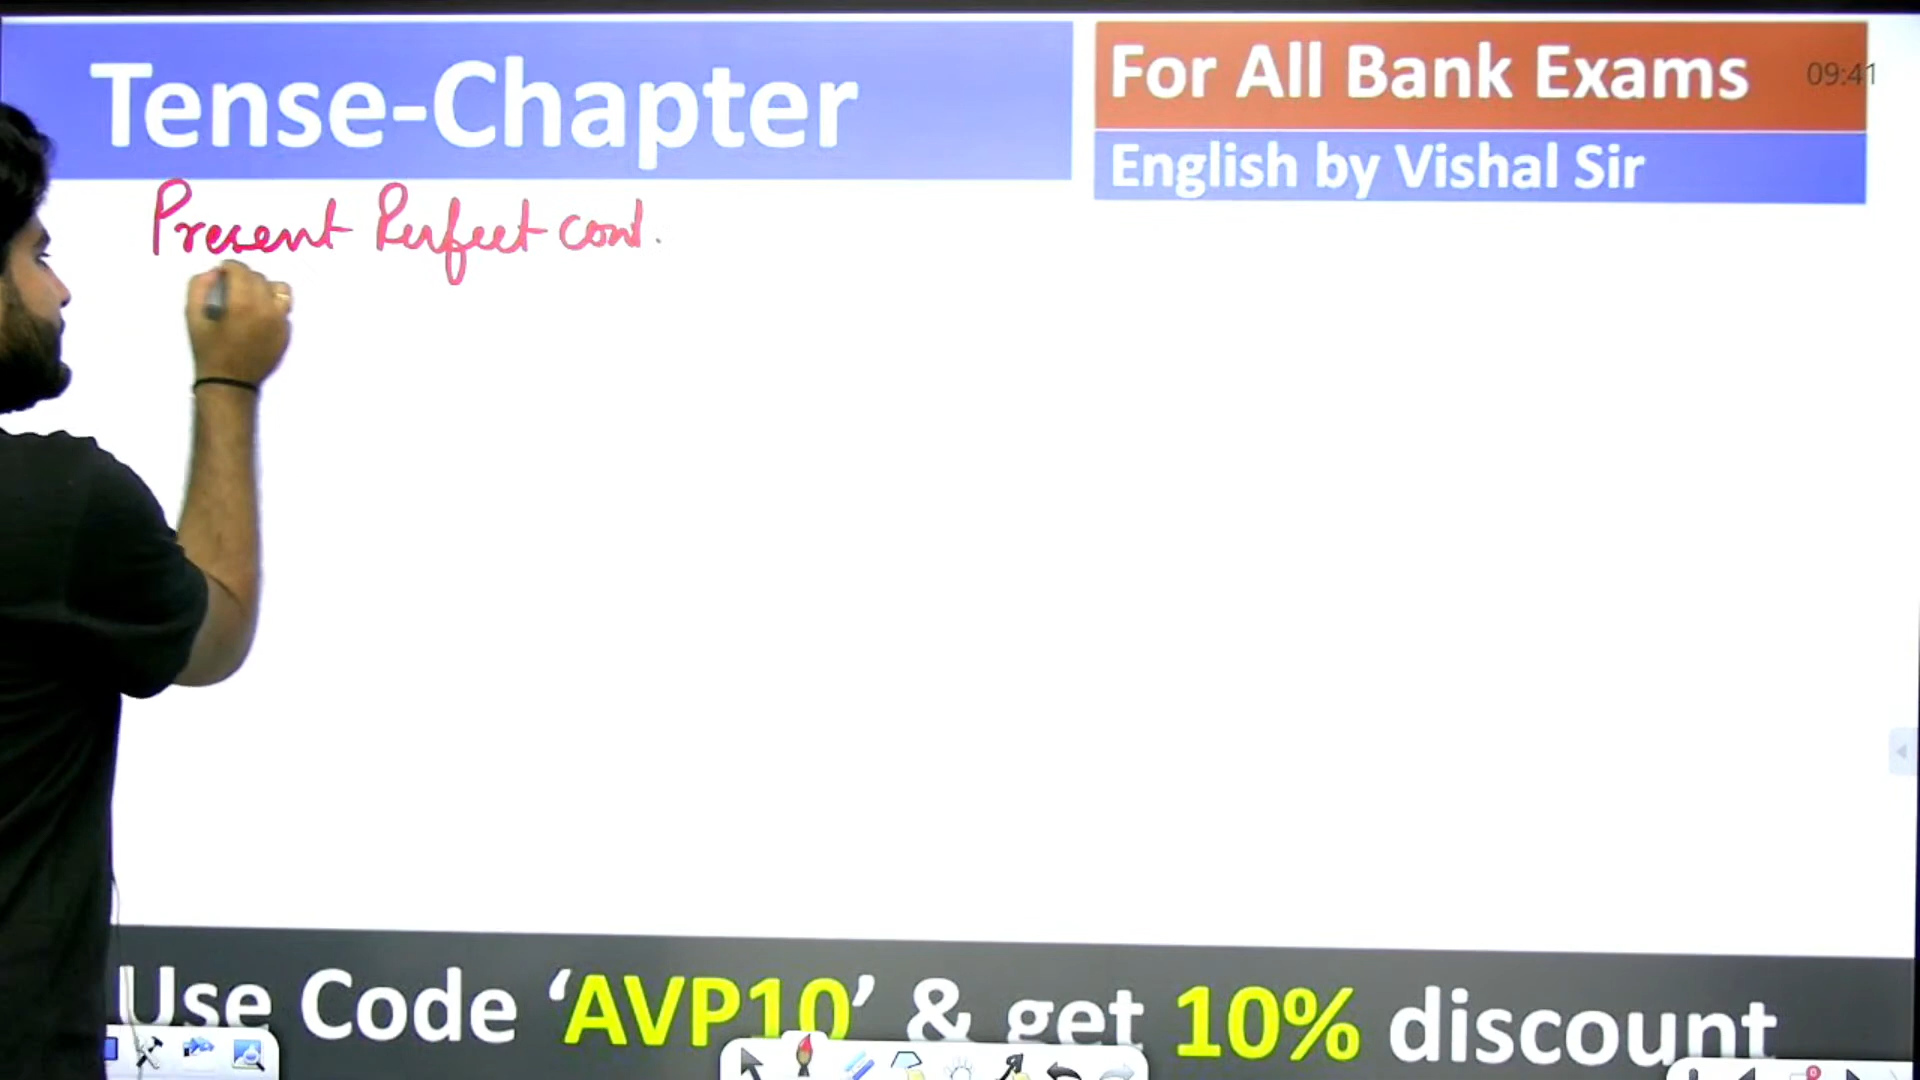 Tense-Chapter
For All Bank Exams
09:41
English by Vishal Sir
Present Perfect cont.
Use Code ‘AVP10’ & get 10% discount